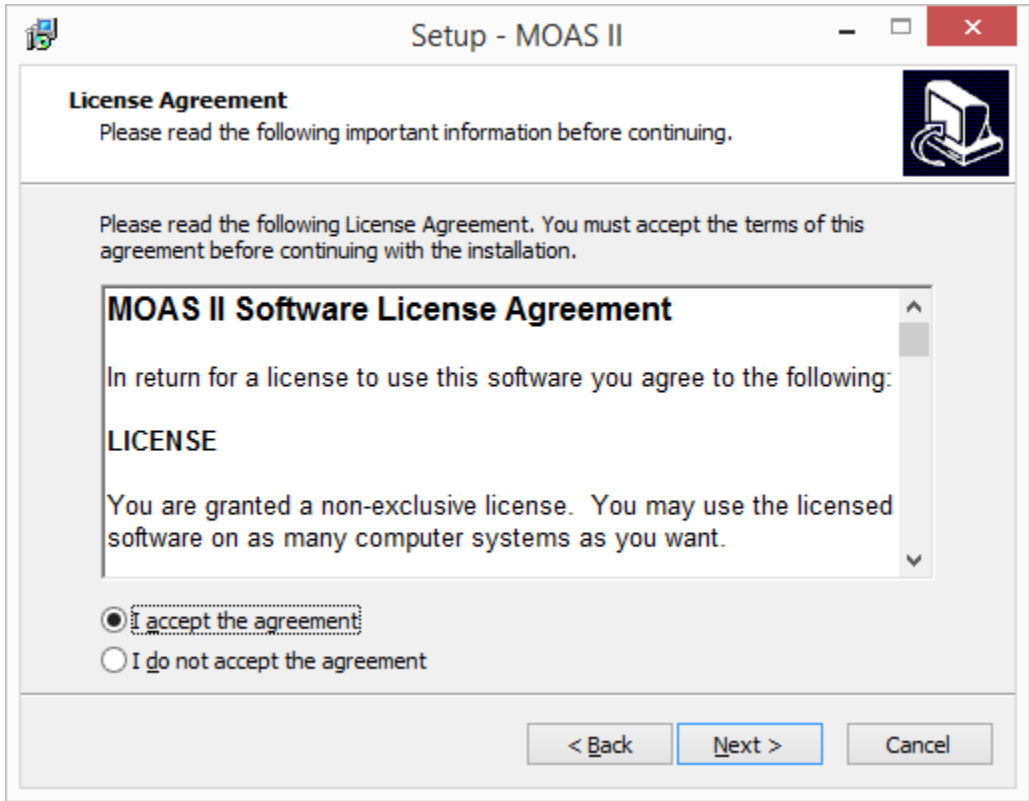 Setup - MOAS II
License Agreement
Please read the following important information before continuing.
Please read the following License Agreement. You must accept the terms of this
agreement before continuing with the installation.
MOAS II Software License Agreement
In return for a license to use this software you agree to the following:
LICENSE
You are granted a non-exclusive license.  You may use the licensed
software on as many computer systems as you want.
I accept the agreement
I do not accept the agreement
< Back Next > Cancel